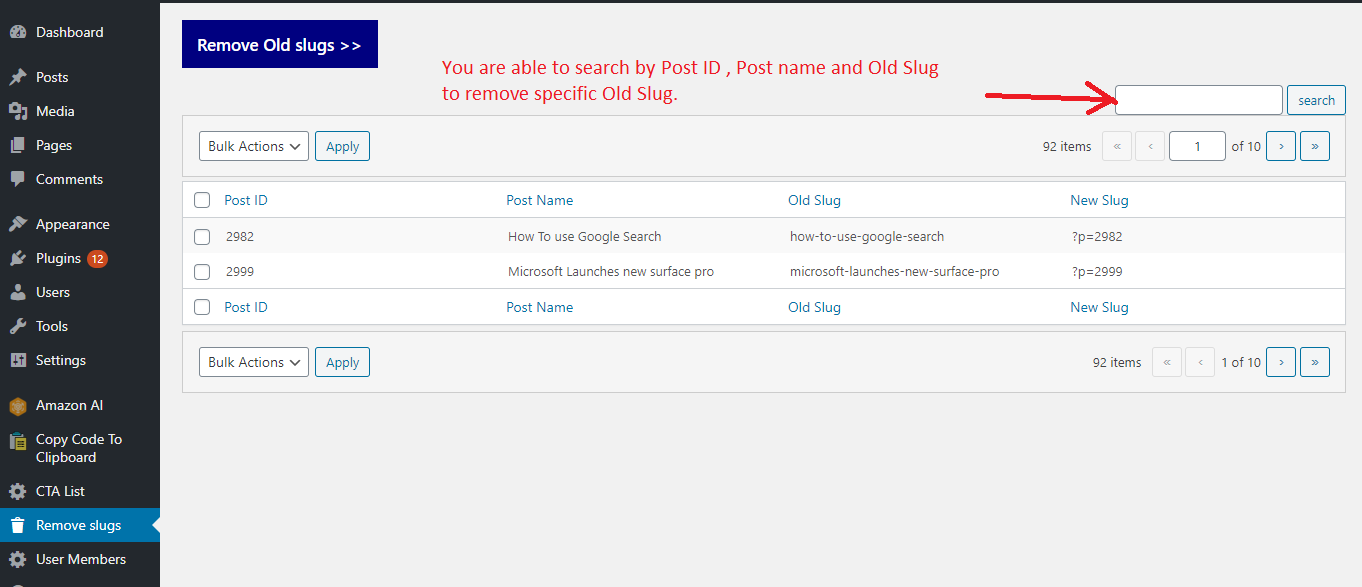 Dashboard
Posts
Media
Pages
Comments
Appearance
Plugins 12
Users
Tools
Settings
Amazon AI
Copy Code To
Clipboard
CTA List
Remove slugs
User Members
Remove Old slugs >>
You are able to search by Post ID , Post name and Old Slug
to remove specific Old Slug.
search
Bulk Actions Apply 92 items « ‹ 1 of 10 › »
Post ID Post Name Old Slug New Slug
2982 How To use Google Search how-to-use-google-search ?p=2982
2999 Microsoft Launches new surface pro microsoft-launches-new-surface-pro ?p=2999
Post ID Post Name Old Slug New Slug
Bulk Actions Apply 92 items « ‹ 1 of 10 › »